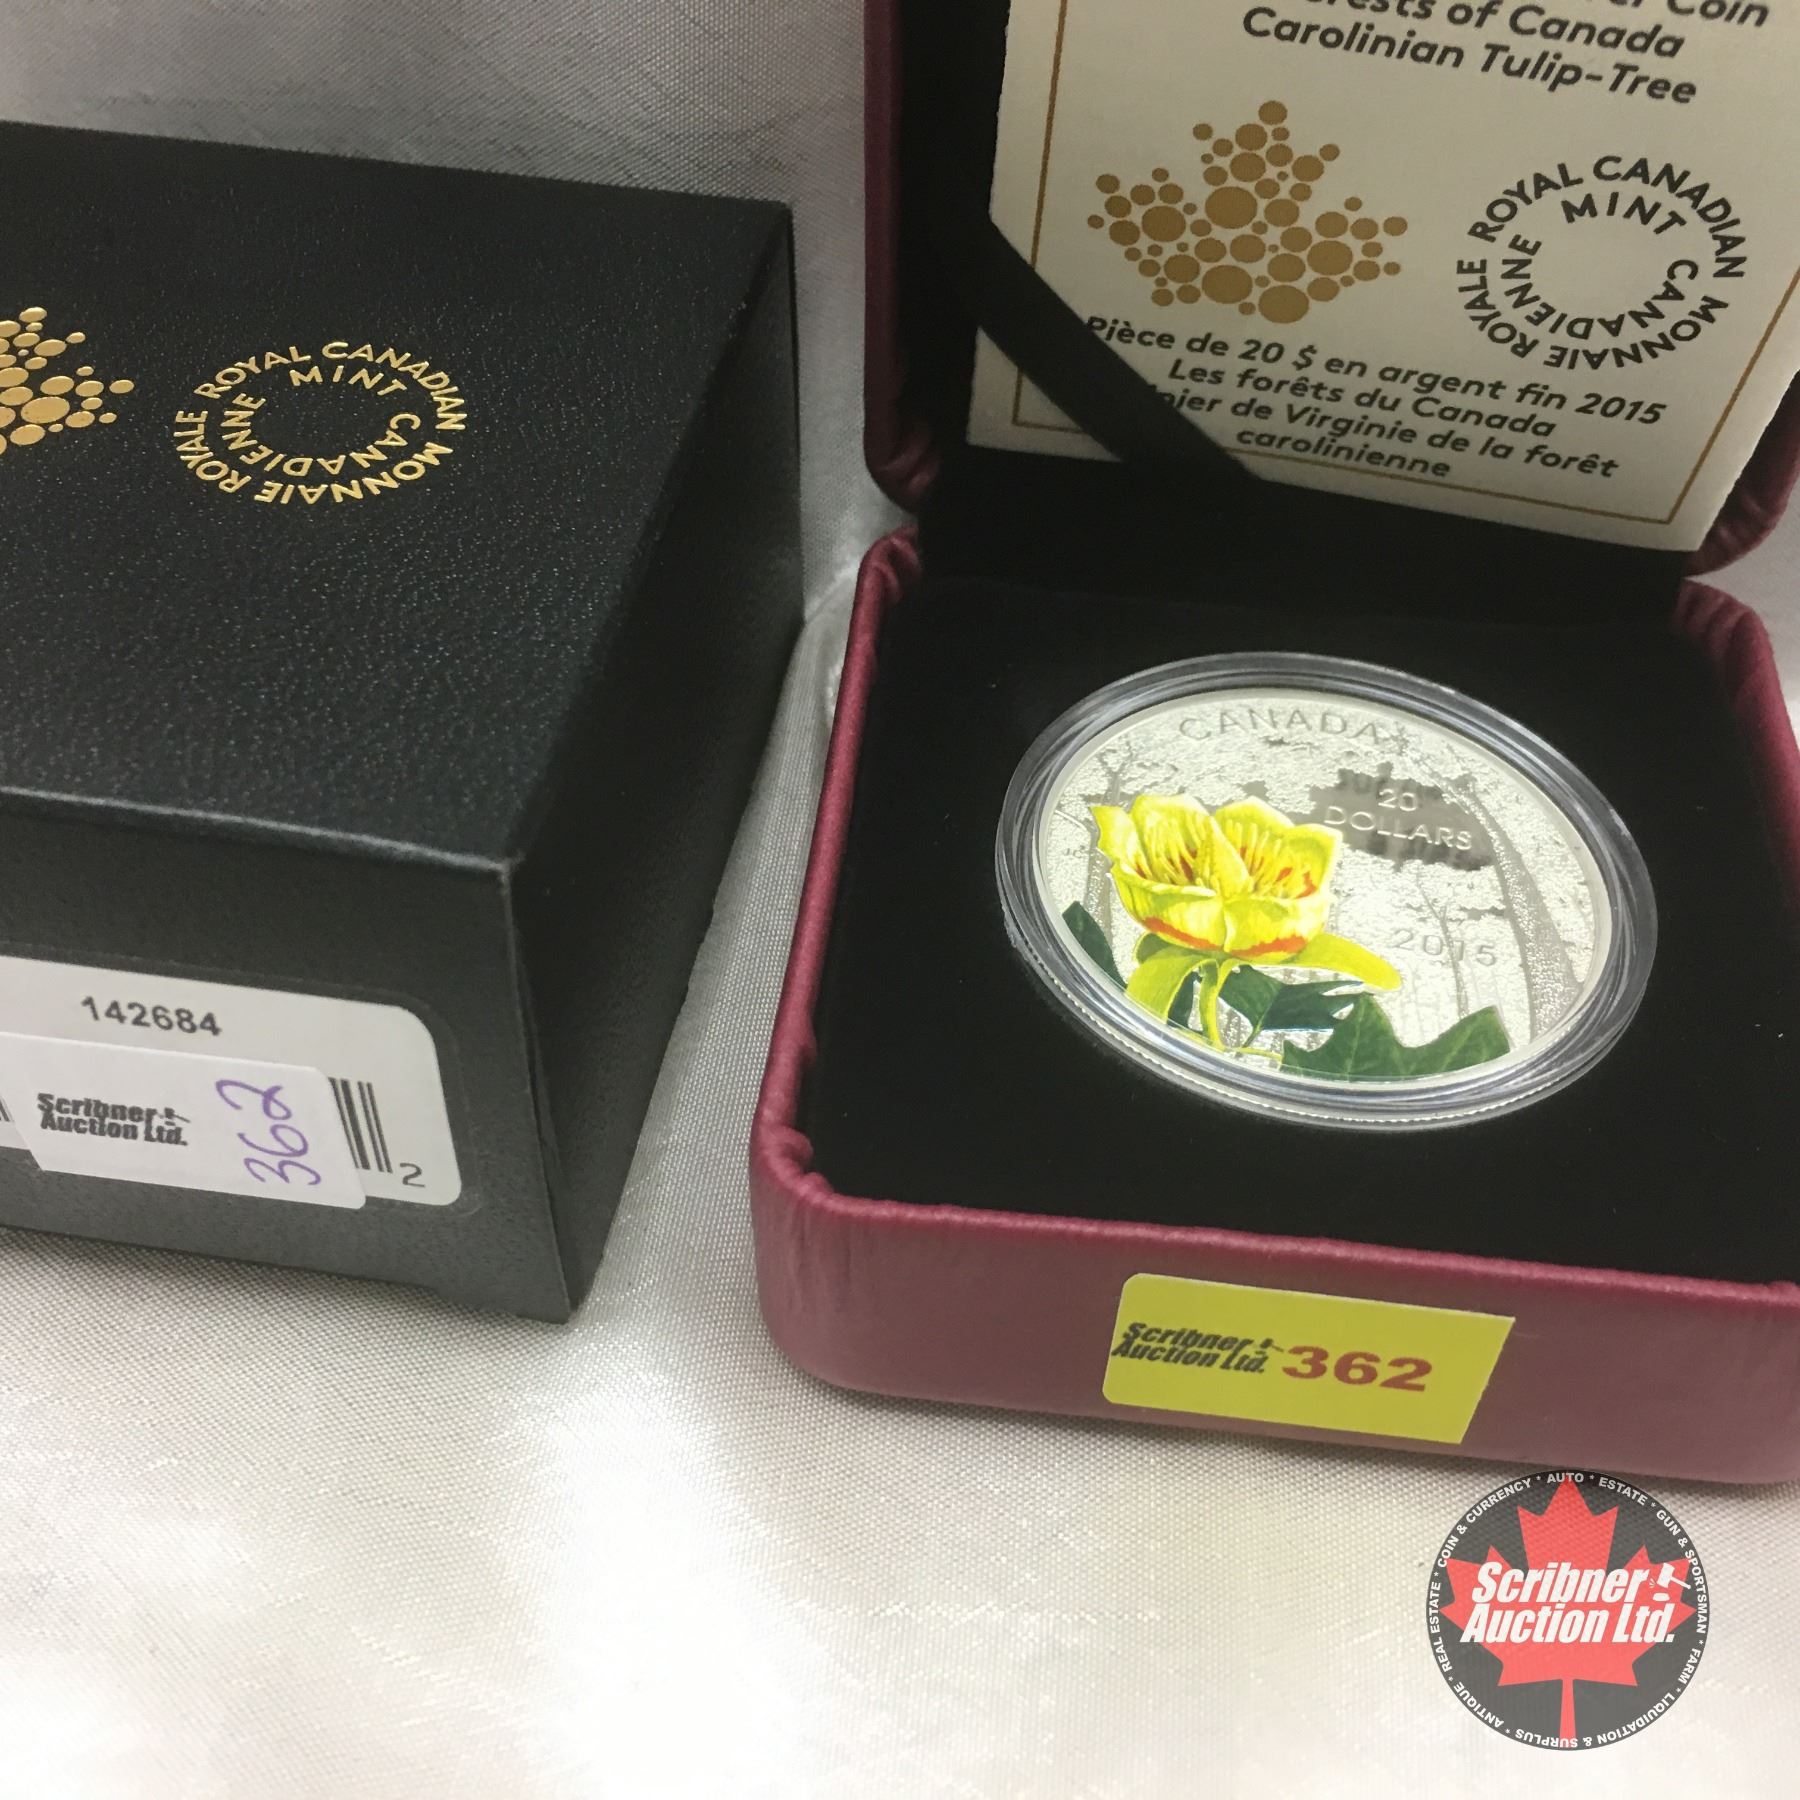 Coin
of Canada
Carolinian Tulip-Tree
ROYAL CANADIAN MINT
MONNAIE ROYALE CANADIENNE
Pièce de 20 $ en argent fin 2015
Les forêts du Canada
de Virginie de la forêt
carolinienne
ROYAL CANADIAN MINT
MONNAIE ROYALE CANADIENNE
CANADA
20
DOLLARS
2015
142684
Scribner
Auction Ltd.
362
2
Scribner
Auction Ltd.
362
REAL ESTATE * COIN & CURRENCY * AUTO * ESTATE * GUN & SPORTSMAN * FARM * LIQUIDATION & SURPLUS * ANTIQUE *
Scribner
Auction Ltd.